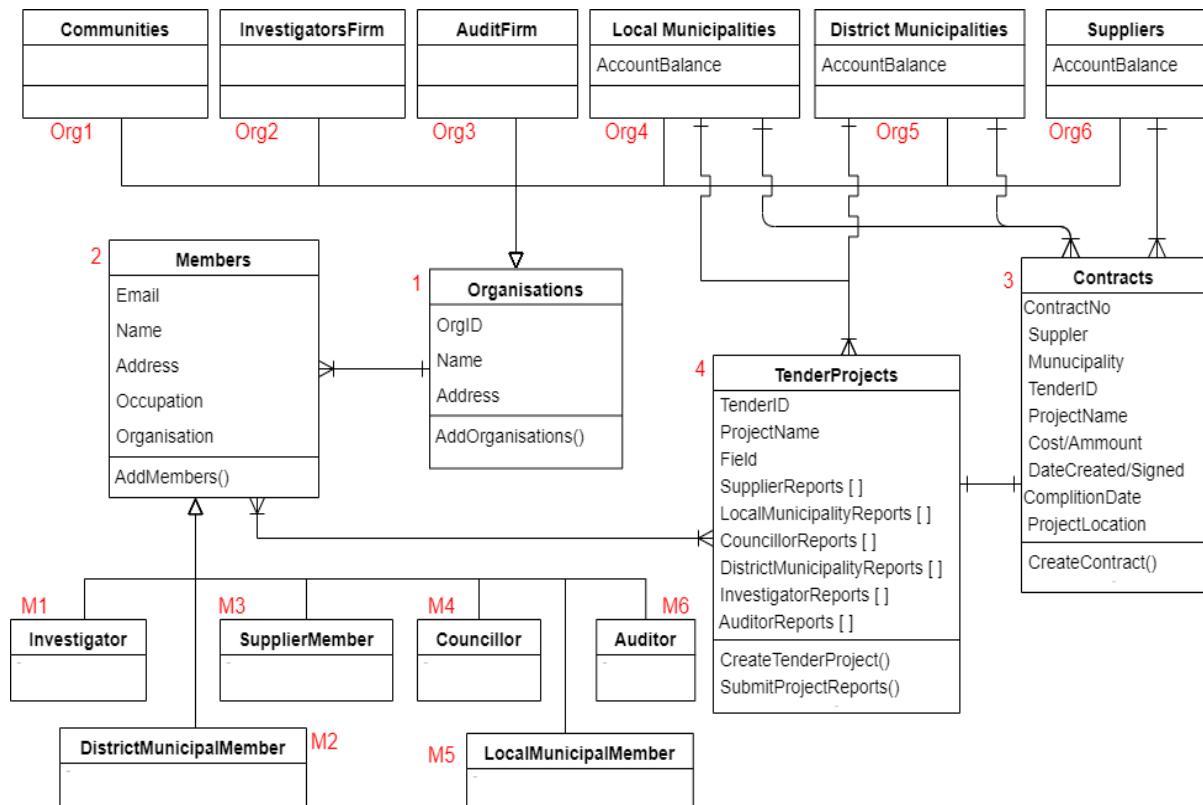 Communities
InvestigatorsFirm
AuditFirm
Local Municipalities
AccountBalance
District Municipalities
AccountBalance
Suppliers
AccountBalance
Org1
Org2
Org3
Org4
Org5
Org6
2
Members
Email
Name
Address
Occupation
Organisation
AddMembers()
1
Organisations
OrgID
Name
Address
AddOrganisations()
3
Contracts
ContractNo
Suppler
Munucipality
TenderID
ProjectName
Cost/Ammount
DateCreated/Signed
ComplitionDate
ProjectLocation
CreateContract()
4
TenderProjects
TenderID
ProjectName
Field
SupplierReports [ ]
LocalMunicipalityReports [ ]
CouncillorReports [ ]
DistrictMunicipalityReports [ ]
InvestigatorReports [ ]
AuditorReports [ ]
CreateTenderProject()
SubmitProjectReports()
M1
Investigator
M3
SupplierMember
M4
Councillor
M6
Auditor
DistrictMunicipalMember
M2
M5
LocalMunicipalMember